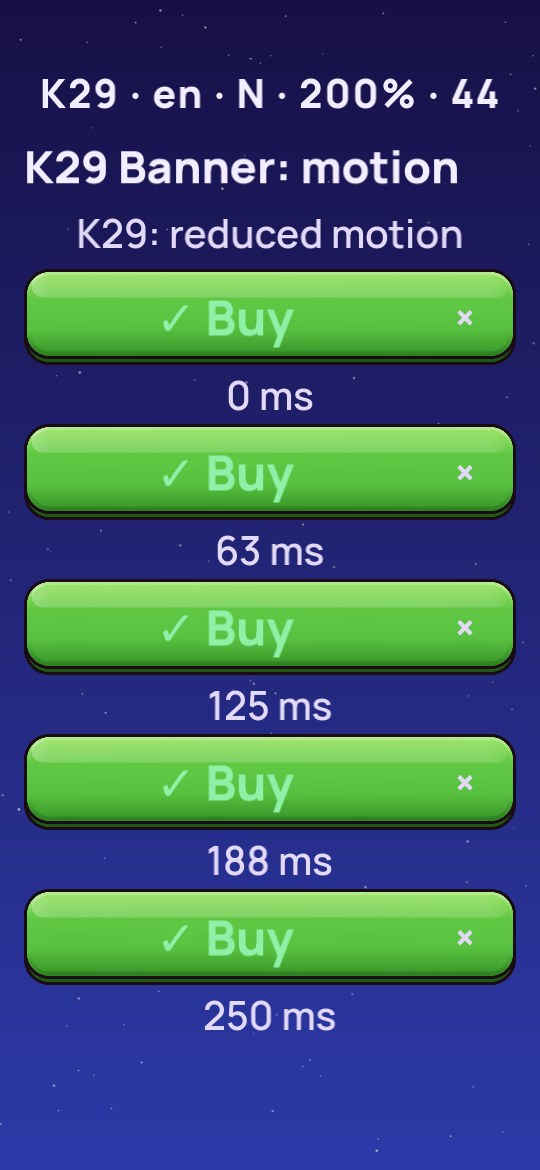 K29 · en · N · 200% · 44
K29 Banner: motion
K29: reduced motion
✓ Buy ×
0 ms
✓ Buy ×
63 ms
✓ Buy ×
125 ms
✓ Buy ×
188 ms
✓ Buy ×
250 ms